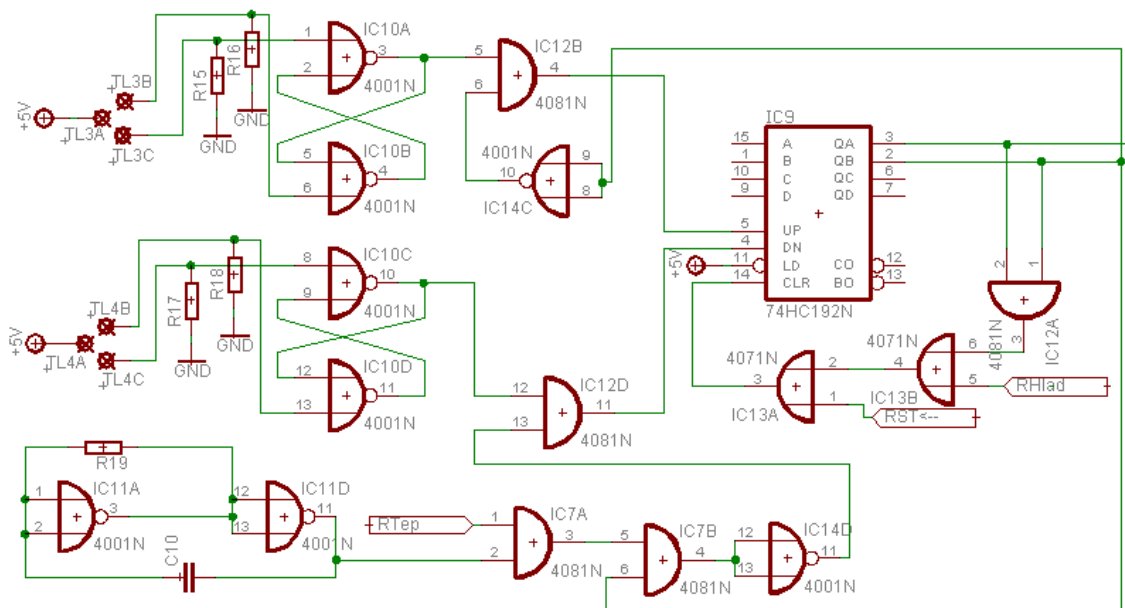 TL3B
+5V
TL3A
TL3C
R15
R16
GND
GND
1
2
3
IC10A
4001N
5
6
4
IC10B
4001N
5
6
4
IC12B
4081N
4001N
10
9
8
IC14C
IC9
15
A
1
B
10
C
9
D
5
UP
4
DN
+5V
11
LD
14
CLR
QA
3
QB
2
QC
6
QD
7
CO
12
BO
13
74HC192N
2
1
4081N
3
IC12A
4071N
4
6
5
IC13B
RHlad
4071N
3
2
1
IC13A
RST<--
TL4B
+5V
TL4A
TL4C
R17
R18
GND
GND
8
9
10
IC10C
4001N
12
13
11
IC10D
4001N
12
13
11
IC12D
4081N
R19
1
2
3
IC11A
4001N
12
13
11
IC11D
4001N
C10
RTep
1
2
3
IC7A
4081N
5
6
4
IC7B
4081N
12
13
11
IC14D
4001N